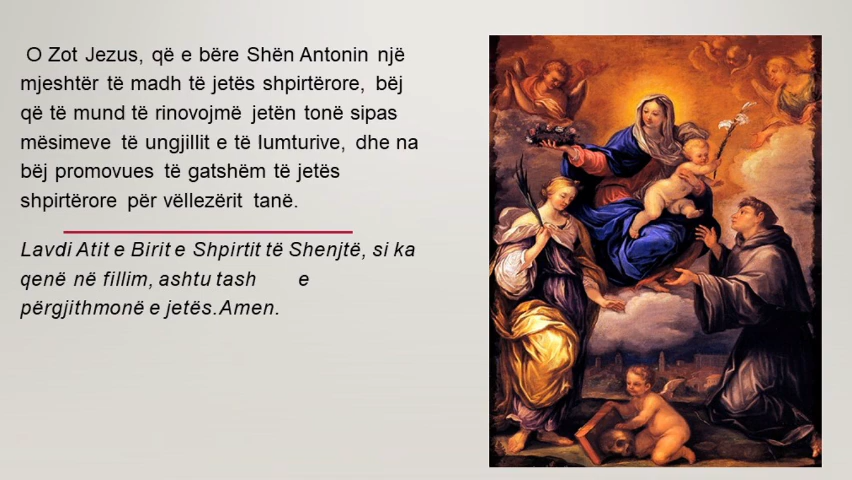 O Zot Jezus, që e bëre Shën Antonin një
mjeshtër të madh të jetës shpirtërore, bëj
që të mund të rinovojmë jetën tonë sipas
mësimeve të ungjillit e të lumturive, dhe na
bëj promovues të gatshëm të jetës
shpirtërore për vëllezërit tanë.
Lavdi Atit e Birit e Shpirtit të Shenjtë, si ka
qenë në fillim, ashtu tash e
përgjithmonë e jetës.Amen.